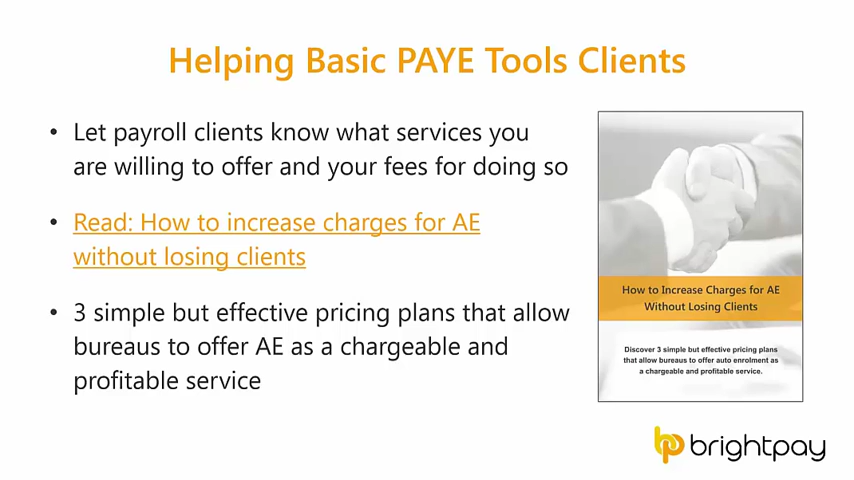 Helping Basic PAYE Tools Clients
• Let payroll clients know what services you
are willing to offer and your fees for doing so
• Read: How to increase charges for AE
without losing clients
• 3 simple but effective pricing plans that allow
bureaus to offer AE as a chargeable and
profitable service
How to Increase Charges for AE
Without Losing Clients
Discover 3 simple but effective pricing plans
that allow bureaus to offer auto enrolment as
a chargeable and profitable service.
bp brightpay